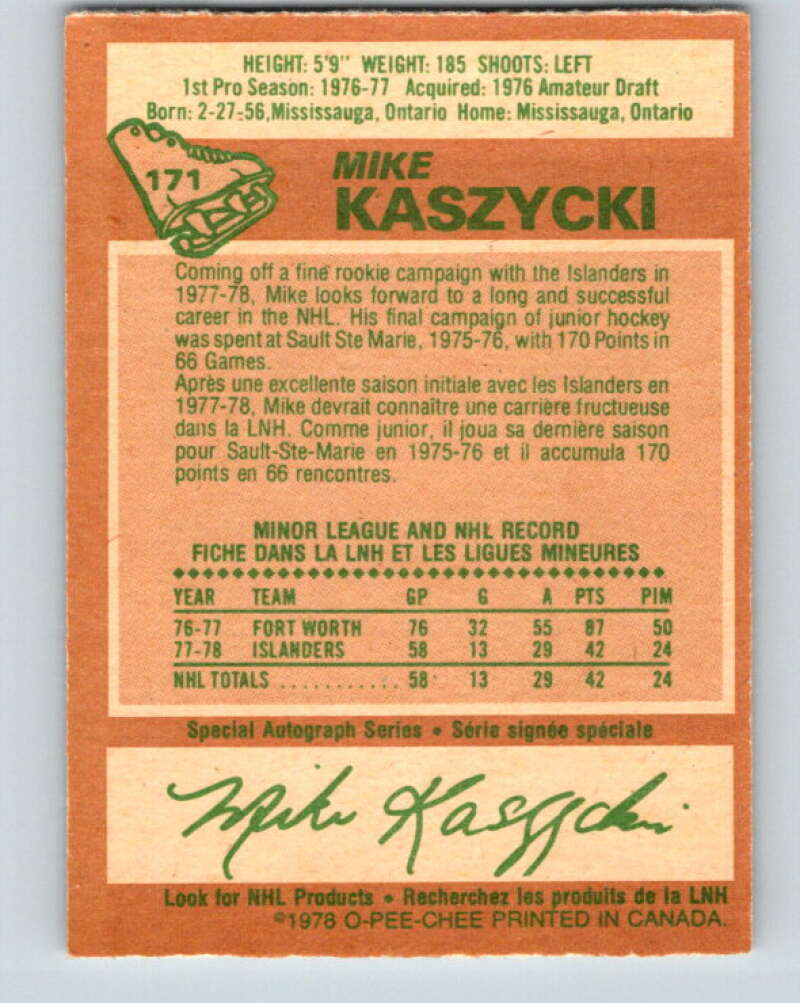 HEIGHT: 5'9" WEIGHT: 185 SHOOTS: LEFT
1st Pro Season: 1976-77 Acquired: 1976 Amateur Draft
Born: 2-27-56, Mississauga, Ontario Home: Mississauga, Ontario
171
MIKE
KASZYCKI
Coming off a fine rookie campaign with the Islanders in
1977-78, Mike looks forward to a long and successful
career in the NHL. His final campaign of junior hockey
was spent at Sault Ste Marie, 1975-76, with 170 Points in
66 Games.
Après une excellente saison initiale avec les Islanders en
1977-78, Mike devrait connaître une carrière fructueuse
dans la LNH. Comme junior, il joua sa dernière saison
pour Sault-Ste-Marie en 1975-76 et il accumula 170
points en 66 rencontres.
MINOR LEAGUE AND NHL RECORD
FICHE DANS LA LNH ET LES LIGUES MINEURES
YEAR TEAM GP G A PTS PIM
76-77 FORT WORTH 76 32 55 87 50
77-78 ISLANDERS 58 13 29 42 24
NHL TOTALS ........... 58 13 29 42 24
Special Autograph Series • Série signée spéciale
Mike Kaszycki
Look for NHL Products • Recherchez les produits de la LNH
©1978 O-PEE-CHEE PRINTED IN CANADA.